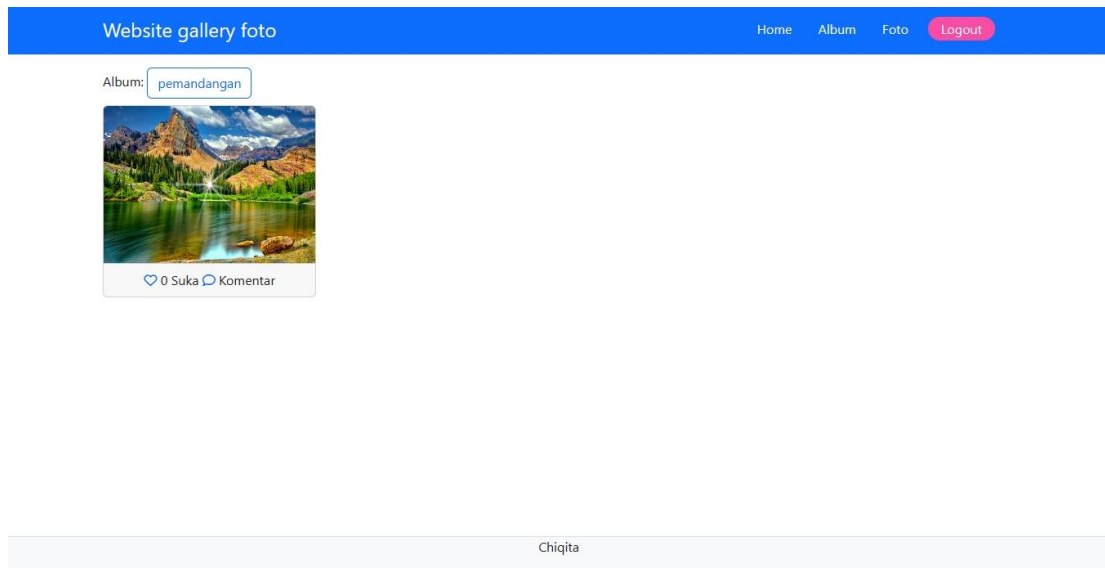 Website gallery foto Home Album Foto Logout
Album: pemandangan
0 Suka Komentar
Chiqita